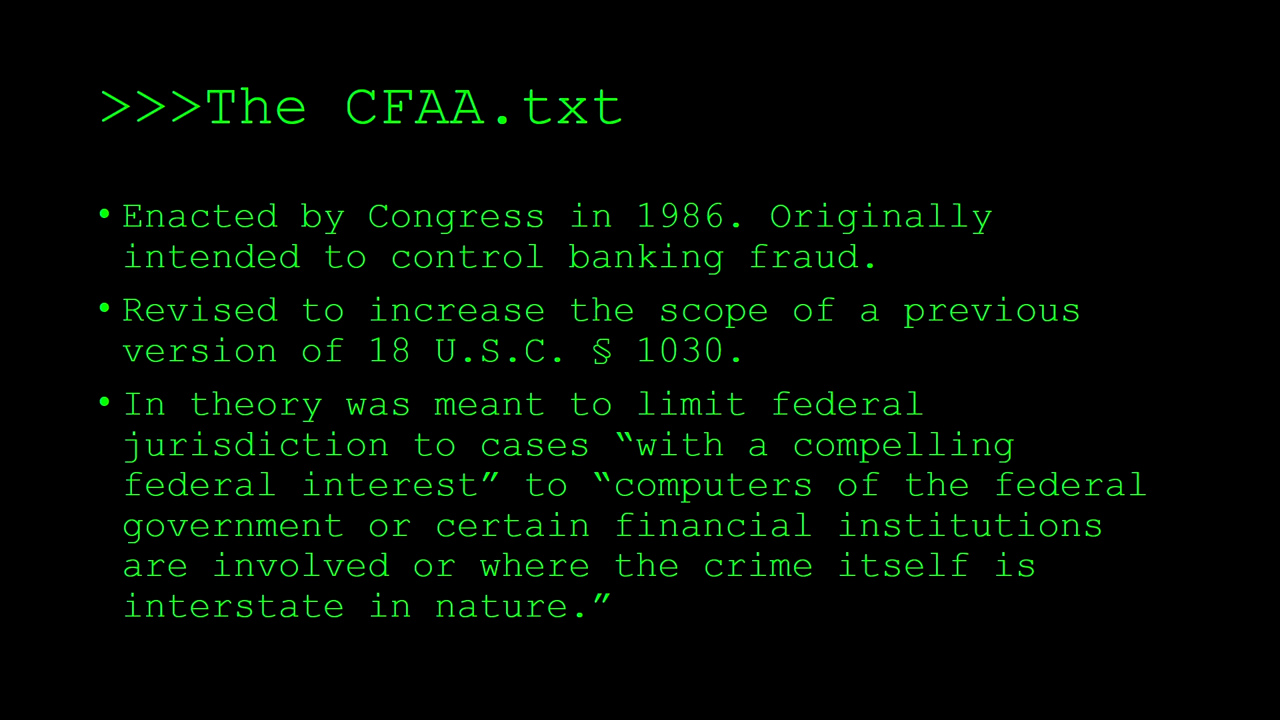 >>>The CFAA.txt
• Enacted by Congress in 1986. Originally
intended to control banking fraud.
• Revised to increase the scope of a previous
version of 18 U.S.C. § 1030.
• In theory was meant to limit federal
jurisdiction to cases “with a compelling
federal interest” to “computers of the federal
government or certain financial institutions
are involved or where the crime itself is
interstate in nature.”